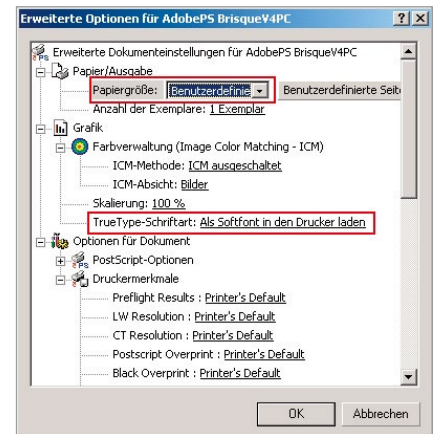 Erweiterte Optionen für AdobePS BrisqueV4PC
Erweiterte Dokumenteinstellungen für AdobePS BrisqueV4PC
Papier/Ausgabe
Papiergröße: Benutzerdefinie Benutzerdefinierte Seit
Anzahl der Exemplare: 1 Exemplar
Grafik
Farbverwaltung (Image Color Matching - ICM)
ICM-Methode: ICM ausgeschaltet
ICM-Absicht: Bilder
Skalierung: 100 %
TrueType-Schriftart: Als Softfont in den Drucker laden
Optionen für Dokument
PostScript-Optionen
Druckermerkmale
Preflight Results : Printer's Default
LW Resolution : Printer's Default
CT Resolution : Printer's Default
Postscript Overprint : Printer's Default
Black Overprint : Printer's Default
OK Abbrechen